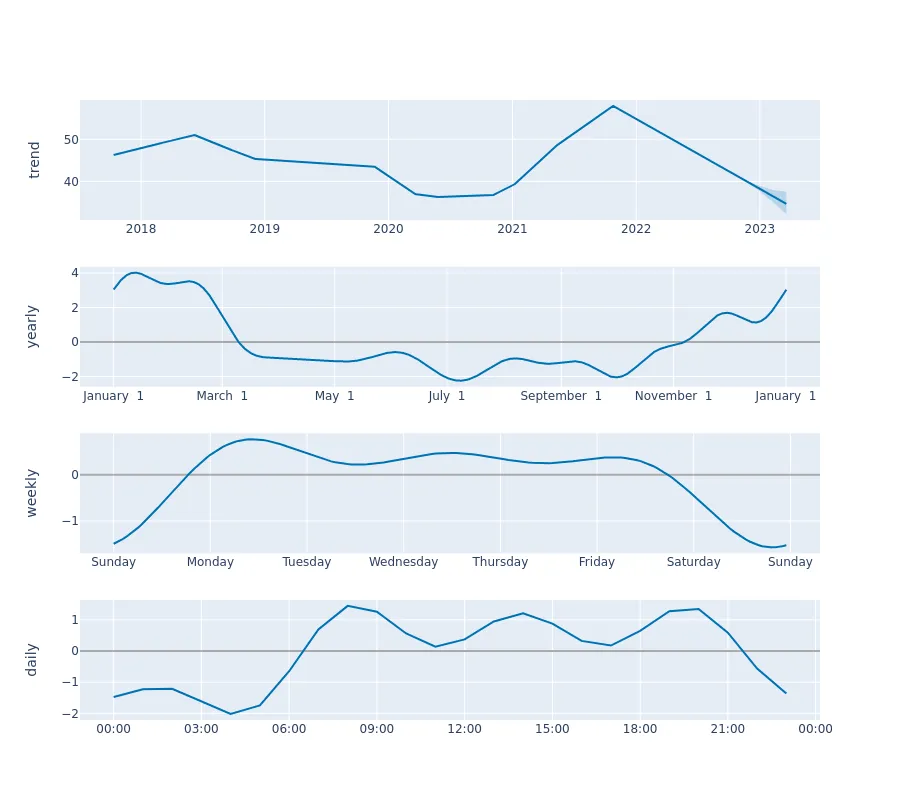 trend
50
40
2018 2019 2020 2021 2022 2023
yearly
4
2
0
−2
January 1 March 1 May 1 July 1 September 1 November 1 January 1
weekly
0
−1
Sunday Monday Tuesday Wednesday Thursday Friday Saturday Sunday
daily
1
0
−1
−2
00:00 03:00 06:00 09:00 12:00 15:00 18:00 21:00 00:00